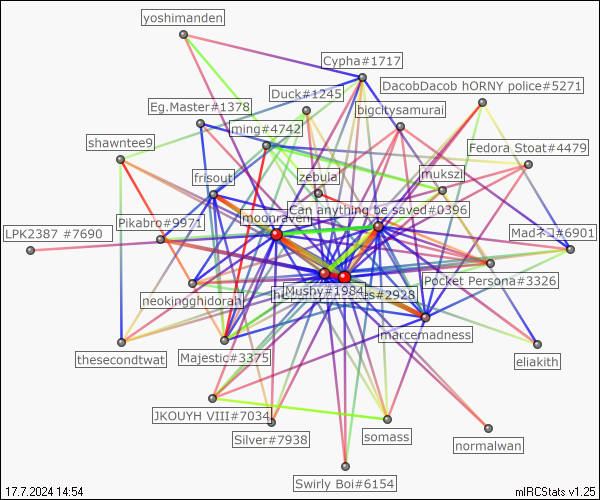 yoshimanden
Cypha#1717
DacobDacob hORNY police#5271
Duck#1245
Eg.Master#1378
bigcitysamurai
ming#4742
shawntee9
Fedora Stoat#4479
zebula
mukszi
frisout
Can anything be saved#0396
moonraven
Pikabro#9971
LPK2387 #7690
Madネコ#6901
Pocket Persona#3326
Mushy#1984
#2928
neokingghidorah
marcemadness
thesecondtwat
Majestic#3375
eliakith
JKOUYH VIII#7034
Silver#7938
somass
normalwan
Swirly Boi#6154
17.7.2024 14:54
mIRCStats v1.25